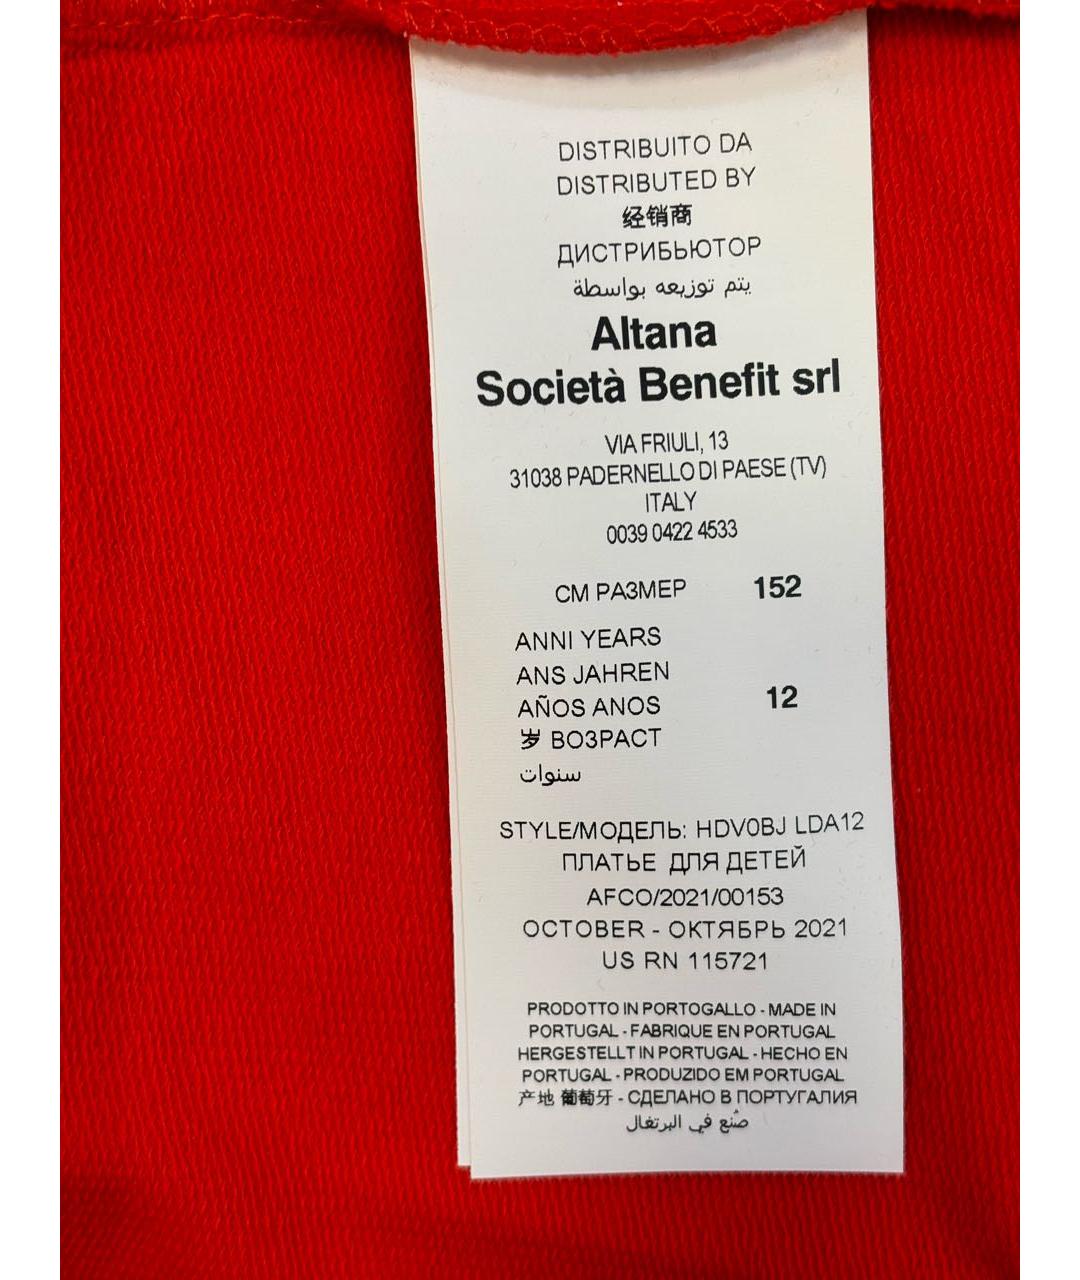 DISTRIBUITO DA
DISTRIBUTED BY
经销商
ДИСТРИБЬЮТОР
يتم توزيعه بواسطة
Altana
Società Benefit srl
VIA FRIULI, 13
31038 PADERNELLO DI PAESE (TV)
ITALY
0039 0422 4533
СМ РАЗМЕР 152
ANNI YEARS
ANS JAHREN
AÑOS ANOS 12
岁 ВОЗРАСТ
سنوات
STYLE/МОДЕЛЬ: HDV0BJ LDA12
ПЛАТЬЕ ДЛЯ ДЕТЕЙ
AFCO/2021/00153
OCTOBER - ОКТЯБРЬ 2021
US RN 115721
PRODOTTO IN PORTOGALLO - MADE IN
PORTUGAL - FABRIQUE EN PORTUGAL
HERGESTELLT IN PORTUGAL - HECHO EN
PORTUGAL - PRODUZIDO EM PORTUGAL
产地 葡萄牙 - СДЕЛАНО В ПОРТУГАЛИЯ
صُنع في البرتغال